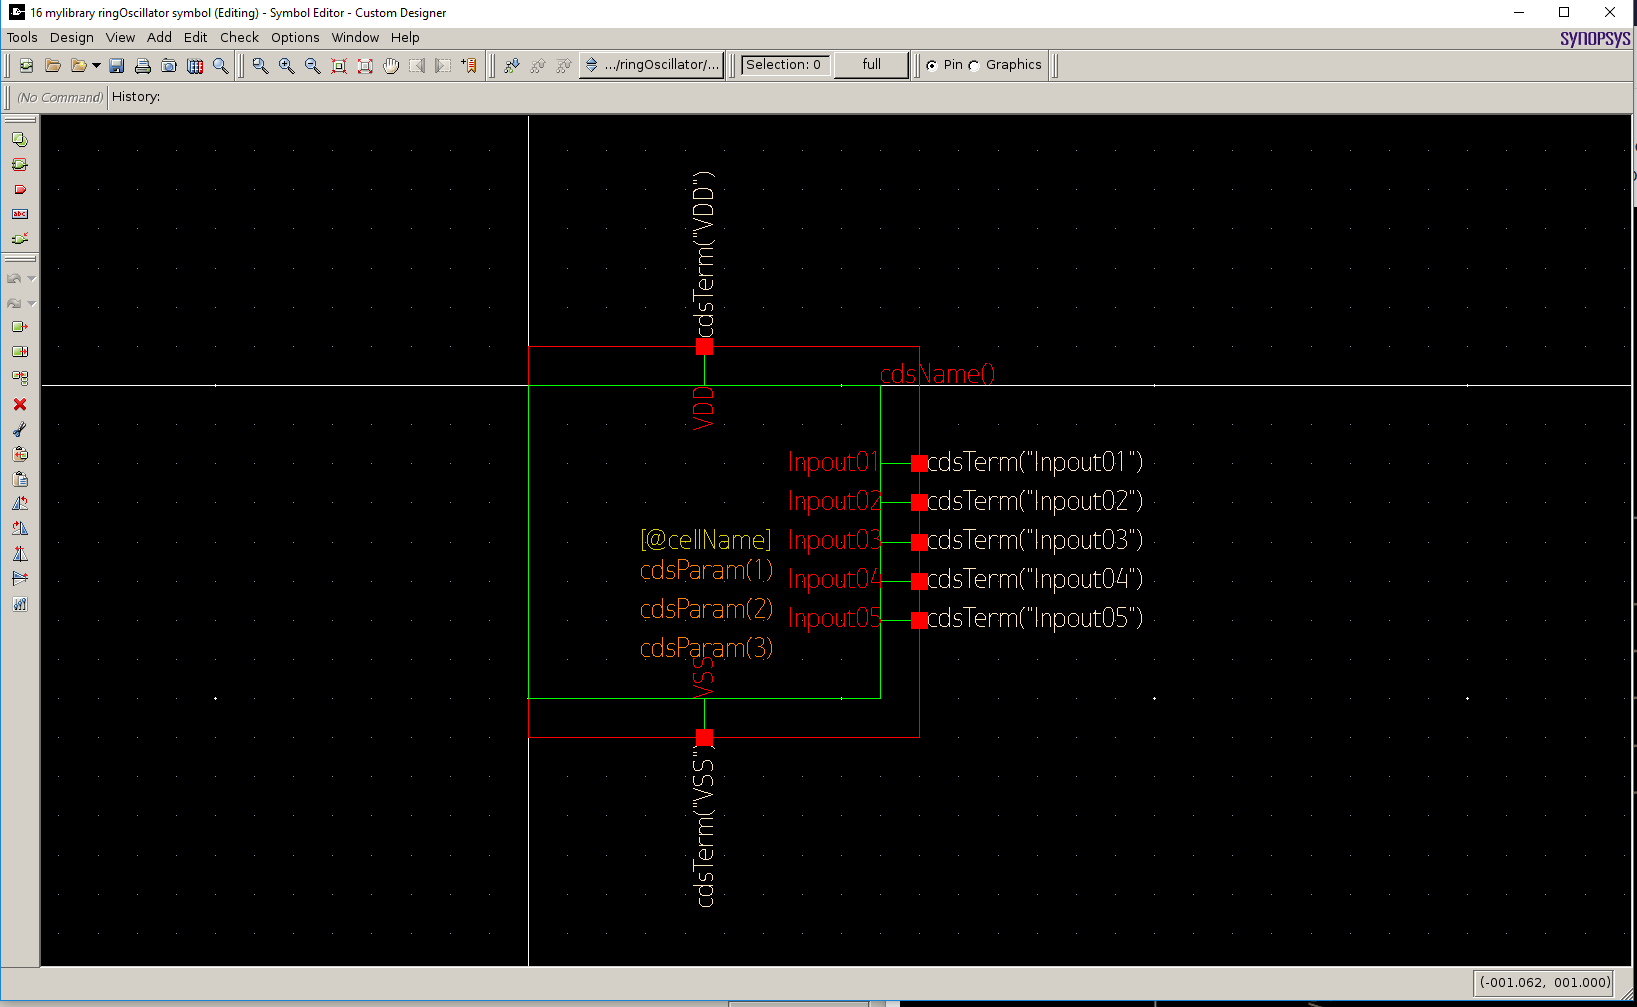 16 mylibrary ringOscillator symbol (Editing) - Symbol Editor - Custom Designer
Tools Design View Add Edit Check Options Window Help
SYNOPSYS
.../ringOscillator/... Selection: 0 full Pin Graphics
(No Command) History:
abc
cdsTerm("VDD")
cdsName()
VDD
Inpout01 cdsTerm("Inpout01")
Inpout02 cdsTerm("Inpout02")
[@cellName] Inpout03 cdsTerm("Inpout03")
cdsParam(1) Inpout04 cdsTerm("Inpout04")
cdsParam(2) Inpout05 cdsTerm("Inpout05")
cdsParam(3)
VSS
cdsTerm("VSS")
(-001.062, 001.000)